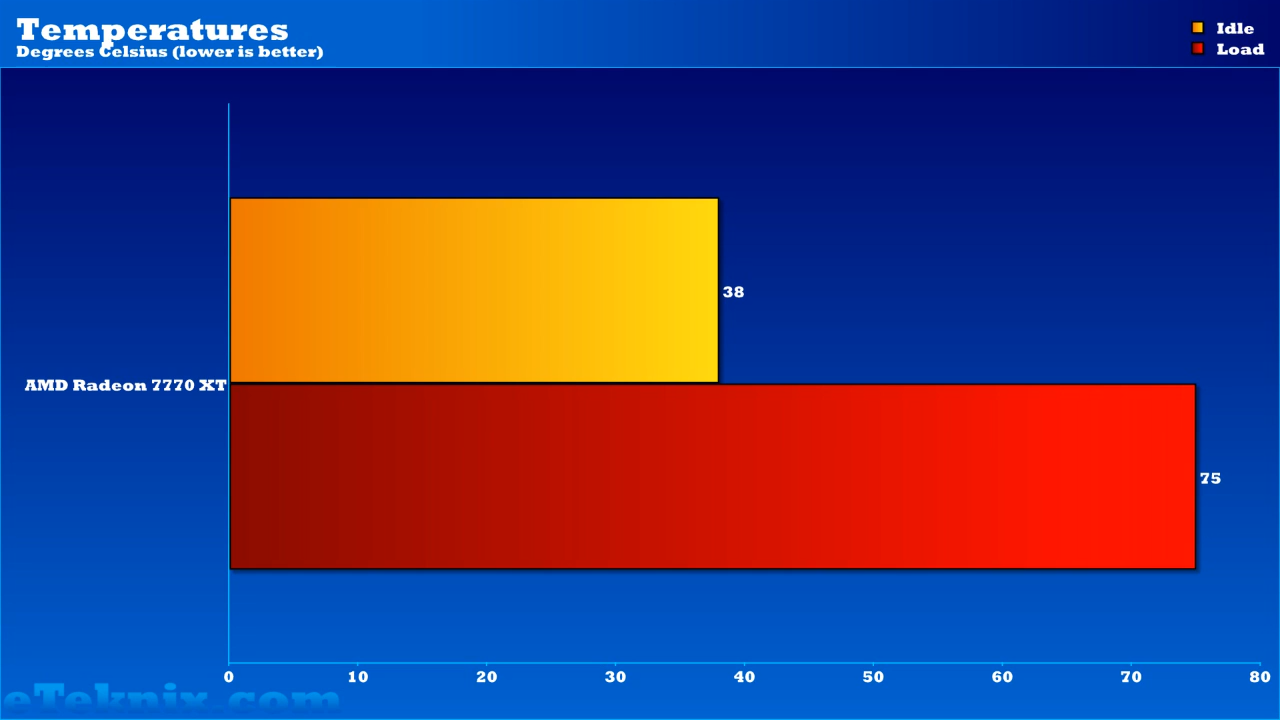 Temperatures
Degrees Celsius (lower is better)
Idle
Load
38
AMD Radeon 7770 XT
75
0 10 20 30 40 50 60 70 80
eTeknix.com